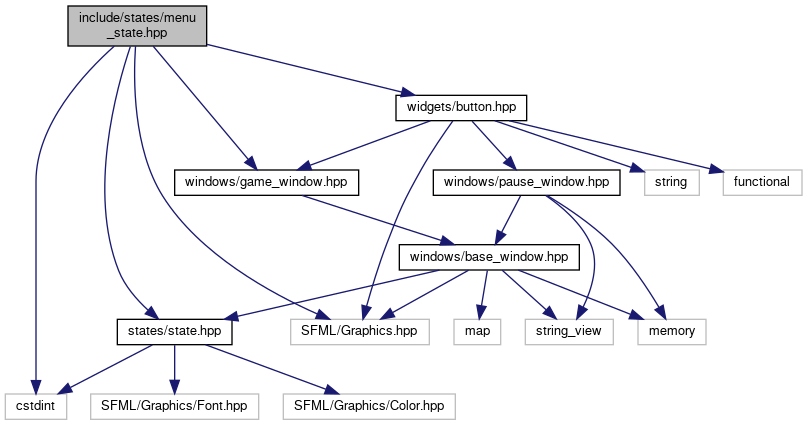 include/states/menu
_state.hpp
widgets/button.hpp
windows/game_window.hpp
windows/pause_window.hpp
string
functional
windows/base_window.hpp
states/state.hpp
SFML/Graphics.hpp
map
string_view
memory
cstdint
SFML/Graphics/Font.hpp
SFML/Graphics/Color.hpp